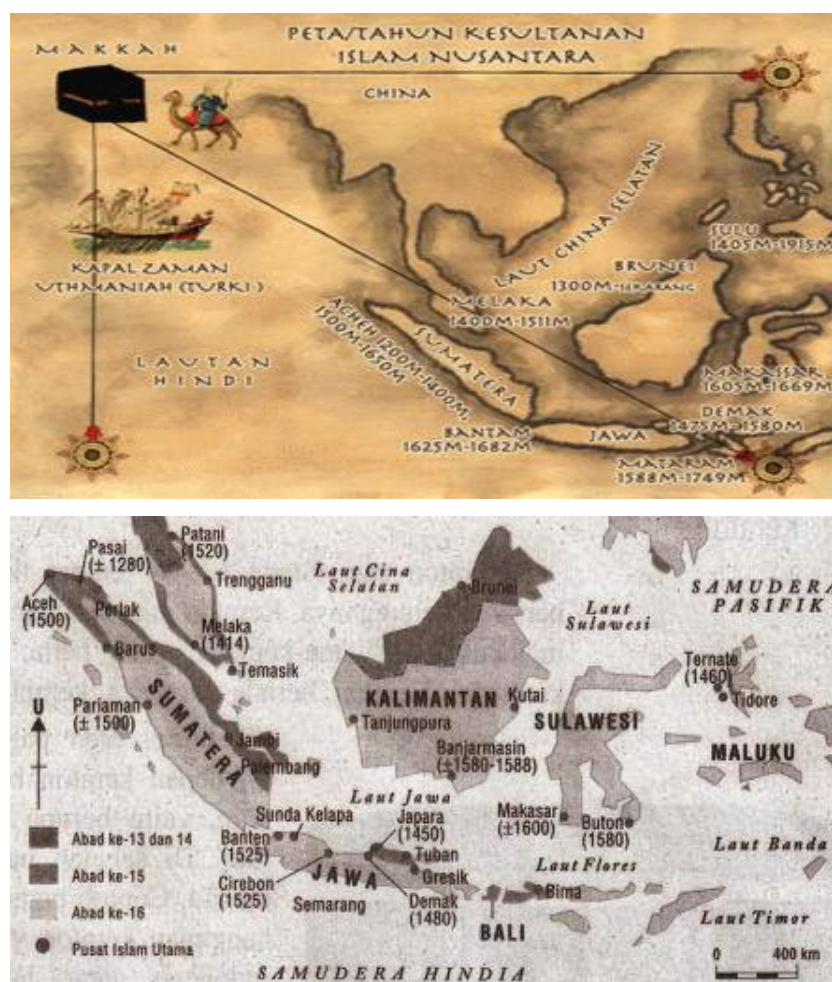 PETA/TAHUN KESULTANAN
ISLAM NUSANTARA
MAKKAH
CHINA
KAPAL ZAMAN
UTHMANIAH (TURKI)
LAUTAN
HINDI
LAUT CHINA SELATAN
SULU
1405M-1915M
BRUNEI
1300M-SEKARANG
MELAKA
1400M-1511M
ACHEH 1200M-1400M,
1500M-1650M
SUMATERA
MAKASSAR
1605M-1669M
DEMAK
1475M-1580M
BANTAM
1625M-1682M
JAWA
MATARAM
1588M-1749M
Patani
(1520)
Pasai
(± 1280)
Trengganu
Laut Cina
Selatan
Brunei
SAMUDERA
PASIFIK
Aceh
(1500)
Perlak
Laut
Sulawesi
Melaka
(1414)
Barus
Temasik
Ternate
(1460)
Tidore
Pariaman
(± 1500)
SUMATERA
KALIMANTAN
Kutai
SULAWESI
Tanjungpura
MALUKU
U
Jambi
Palembang
Banjarmasin
(±1580-1588)
Laut Jawa
Sunda Kelapa
Banten
(1525)
Japara
(1450)
Makasar
(±1600)
Buton
(1580)
Laut Banda
Abad ke-13 dan 14
Abad ke-15
Abad ke-16
Pusat Islam Utama
Cirebon
(1525)
JAWA
Tuban
Gresik
Laut Flores
Bima
Semarang
Demak
(1480)
BALI
Laut Timor
0 400 km
SAMUDERA HINDIA